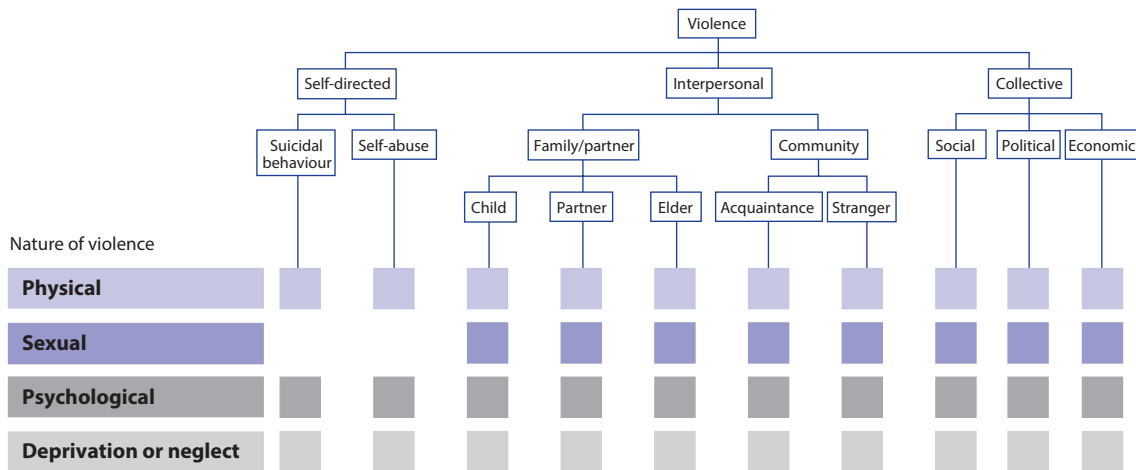 Violence
Self-directed
Interpersonal
Collective
Suicidal
behaviour
Self-abuse
Family/partner
Community
Social
Political
Economic
Child
Partner
Elder
Acquaintance
Stranger
Nature of violence
Physical
Sexual
Psychological
Deprivation or neglect